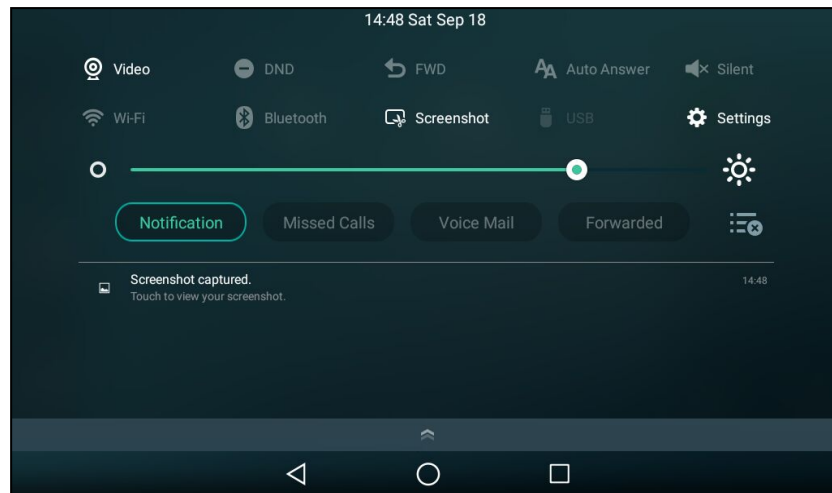 14:48 Sat Sep 18
Video DND FWD Auto Answer Silent
Wi-Fi Bluetooth Screenshot USB Settings
Notification Missed Calls Voice Mail Forwarded
Screenshot captured. 14:48
Touch to view your screenshot.